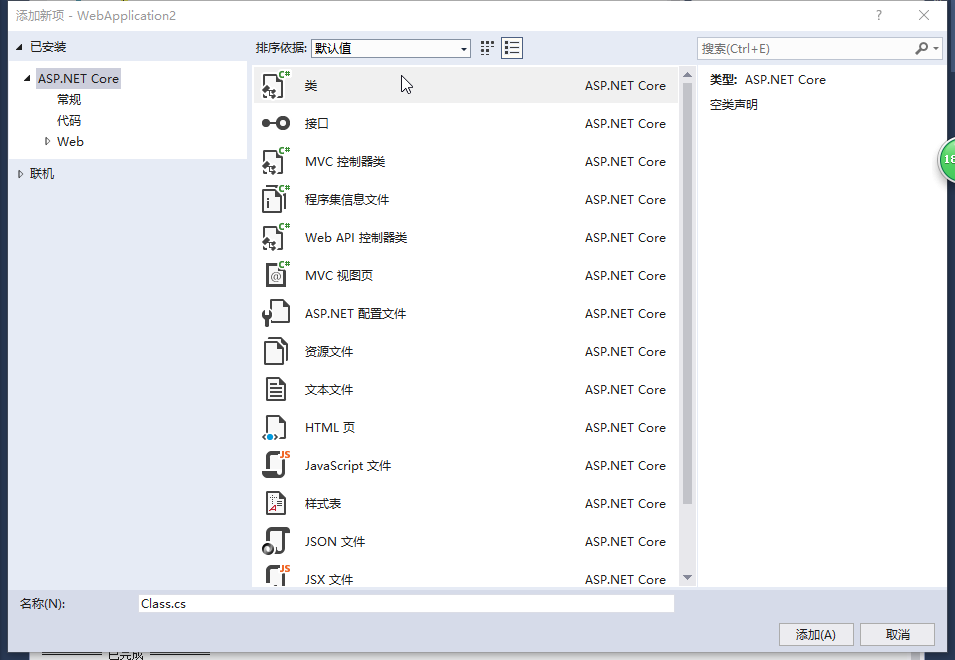 添加新项 - WebApplication2
?
已安装
排序依据: 默认值
搜索(Ctrl+E)
ASP.NET Core
常规
代码
Web
联机
C# 类 ASP.NET Core
接口 ASP.NET Core
C# MVC 控制器类 ASP.NET Core
C# 程序集信息文件 ASP.NET Core
C# Web API 控制器类 ASP.NET Core
C# @ MVC 视图页 ASP.NET Core
ASP.NET 配置文件 ASP.NET Core
资源文件 ASP.NET Core
文本文件 ASP.NET Core
HTML 页 ASP.NET Core
JS JavaScript 文件 ASP.NET Core
样式表 ASP.NET Core
JSON 文件 ASP.NET Core
JS JSX 文件 ASP.NET Core
类型: ASP.NET Core
空类声明
18
名称(N): Class.cs
添加(A) 取消
已完成